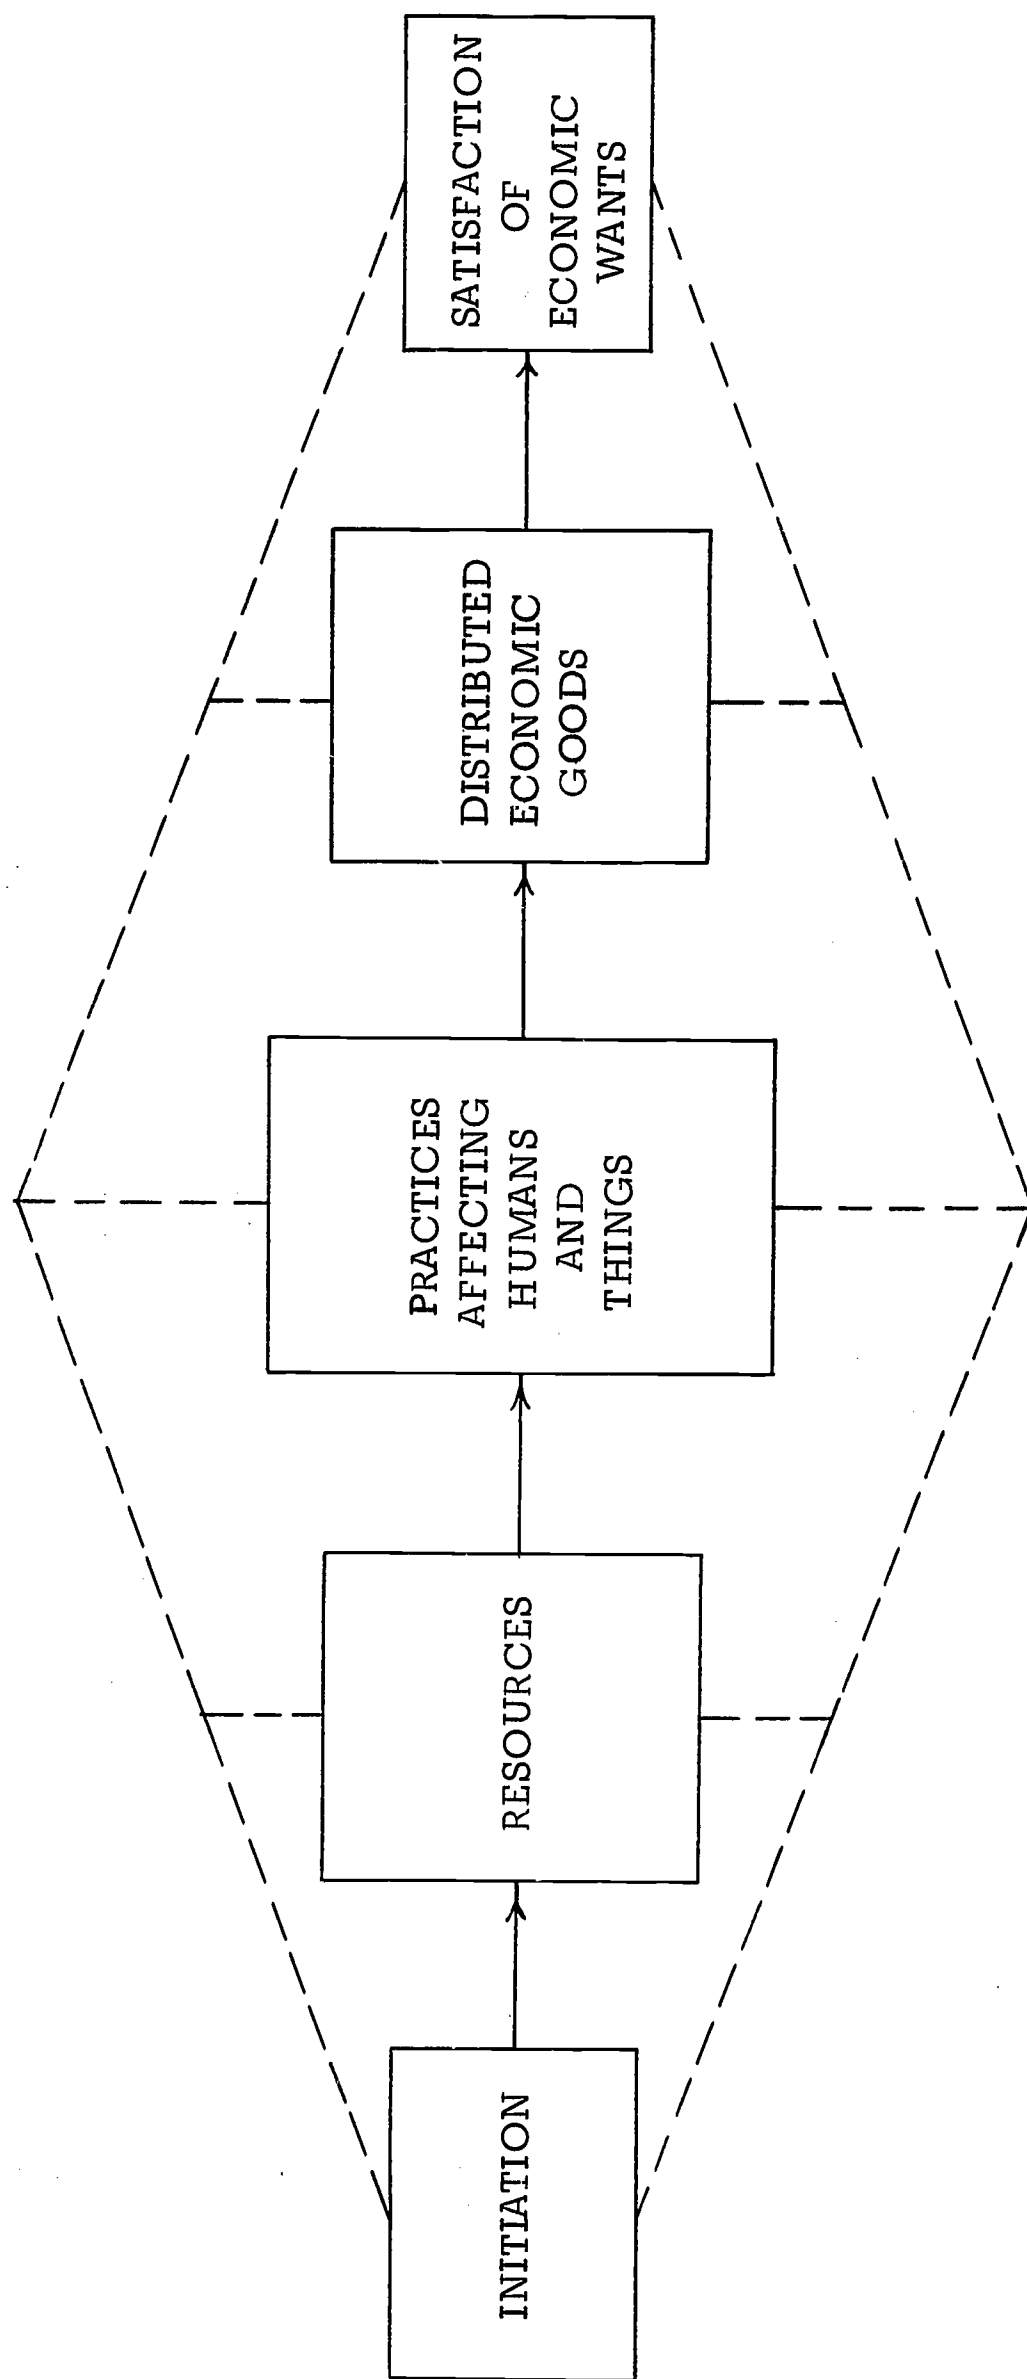 INITIATION
RESOURCES
PRACTICES
AFFECTING
HUMANS
AND
THINGS
DISTRIBUTED
ECONOMIC
GOODS
SATISFACTION
OF
ECONOMIC
WANTS